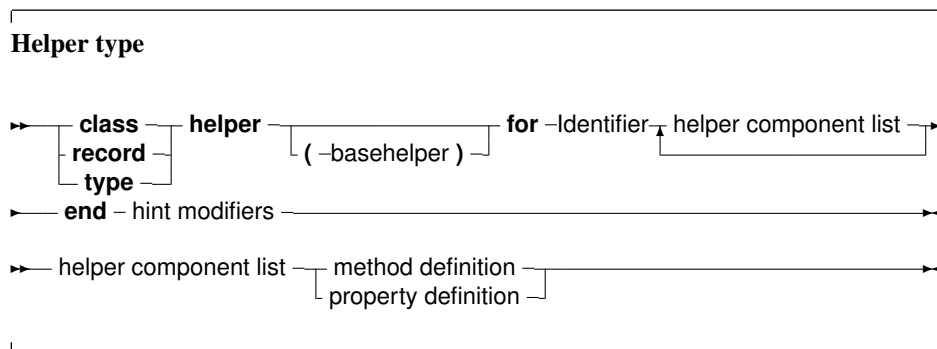 Helper type
class helper for Identifier helper component list
record ( basehelper )
type
end hint modifiers
helper component list method definition
property definition